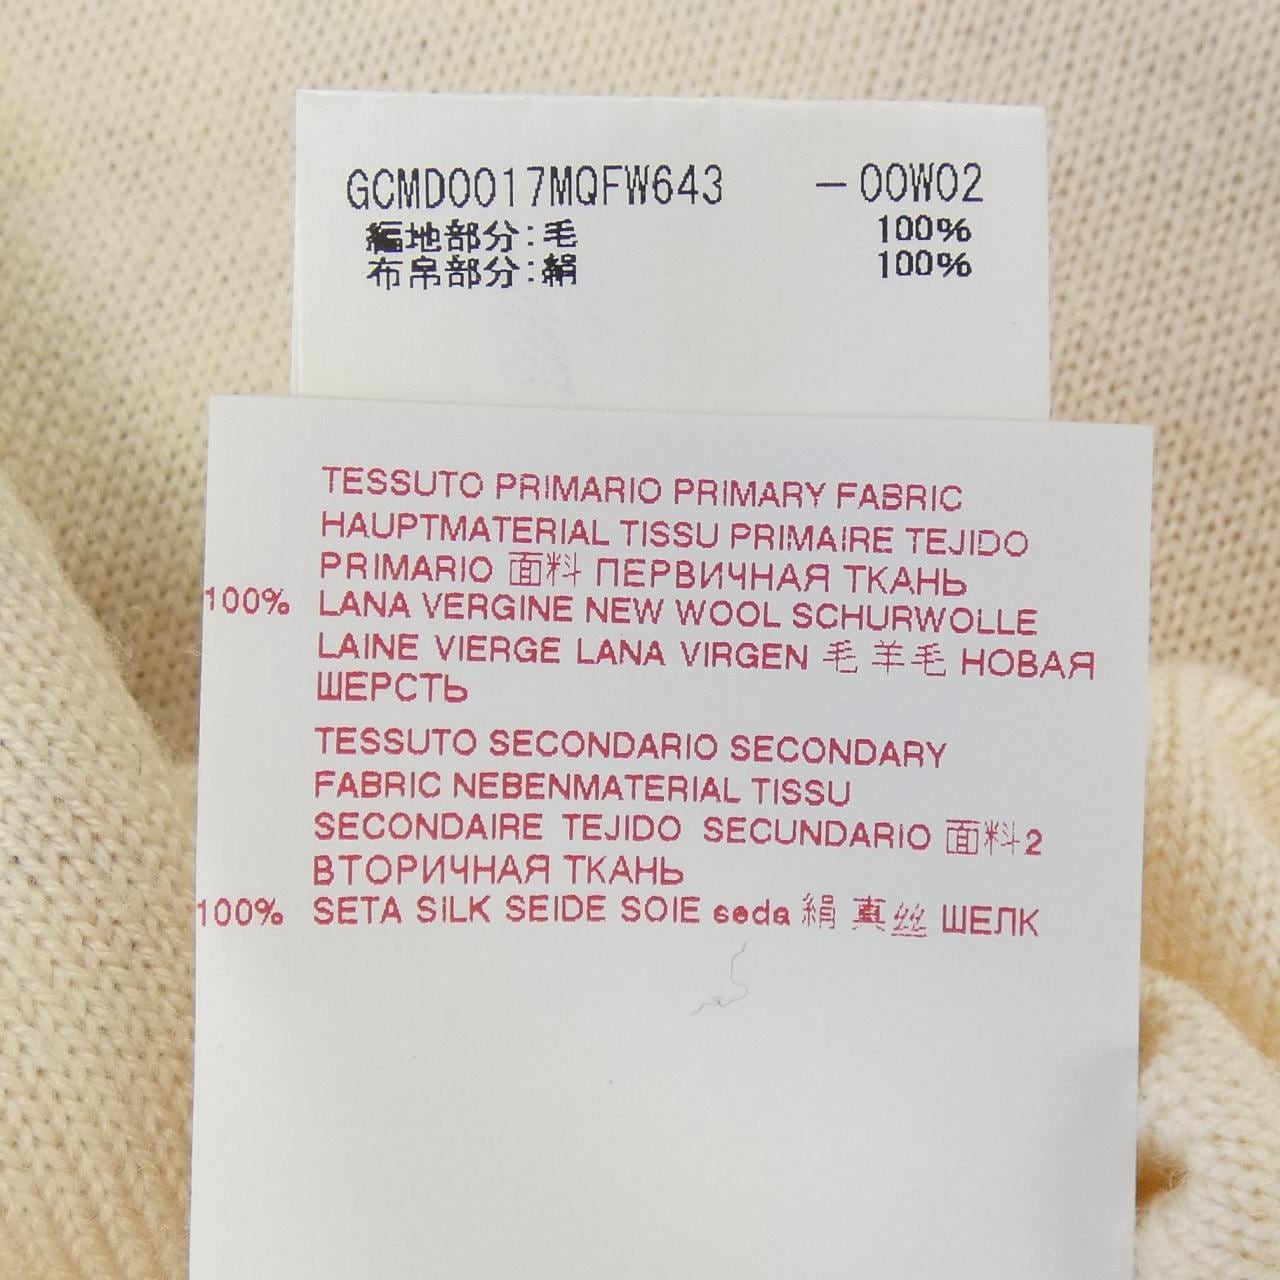 GCMD0017MQFW643 -00W02
編地部分:毛 100%
布帛部分:絹 100%
TESSUTO PRIMARIO PRIMARY FABRIC
HAUPTMATERIAL TISSU PRIMAIRE TEJIDO
PRIMARIO 面料 ПЕРВИЧНАЯ ТКАНЬ
100% LANA VERGINE NEW WOOL SCHURWOLLE
LAINE VIERGE LANA VIRGEN 毛 羊毛 НОВАЯ
ШЕРСТЬ
TESSUTO SECONDARIO SECONDARY
FABRIC NEBENMATERIAL TISSU
SECONDAIRE TEJIDO SECUNDARIO 面料2
ВТОРИЧНАЯ ТКАНЬ
100% SETA SILK SEIDE SOIE seda 絹 真丝 ШЕЛК